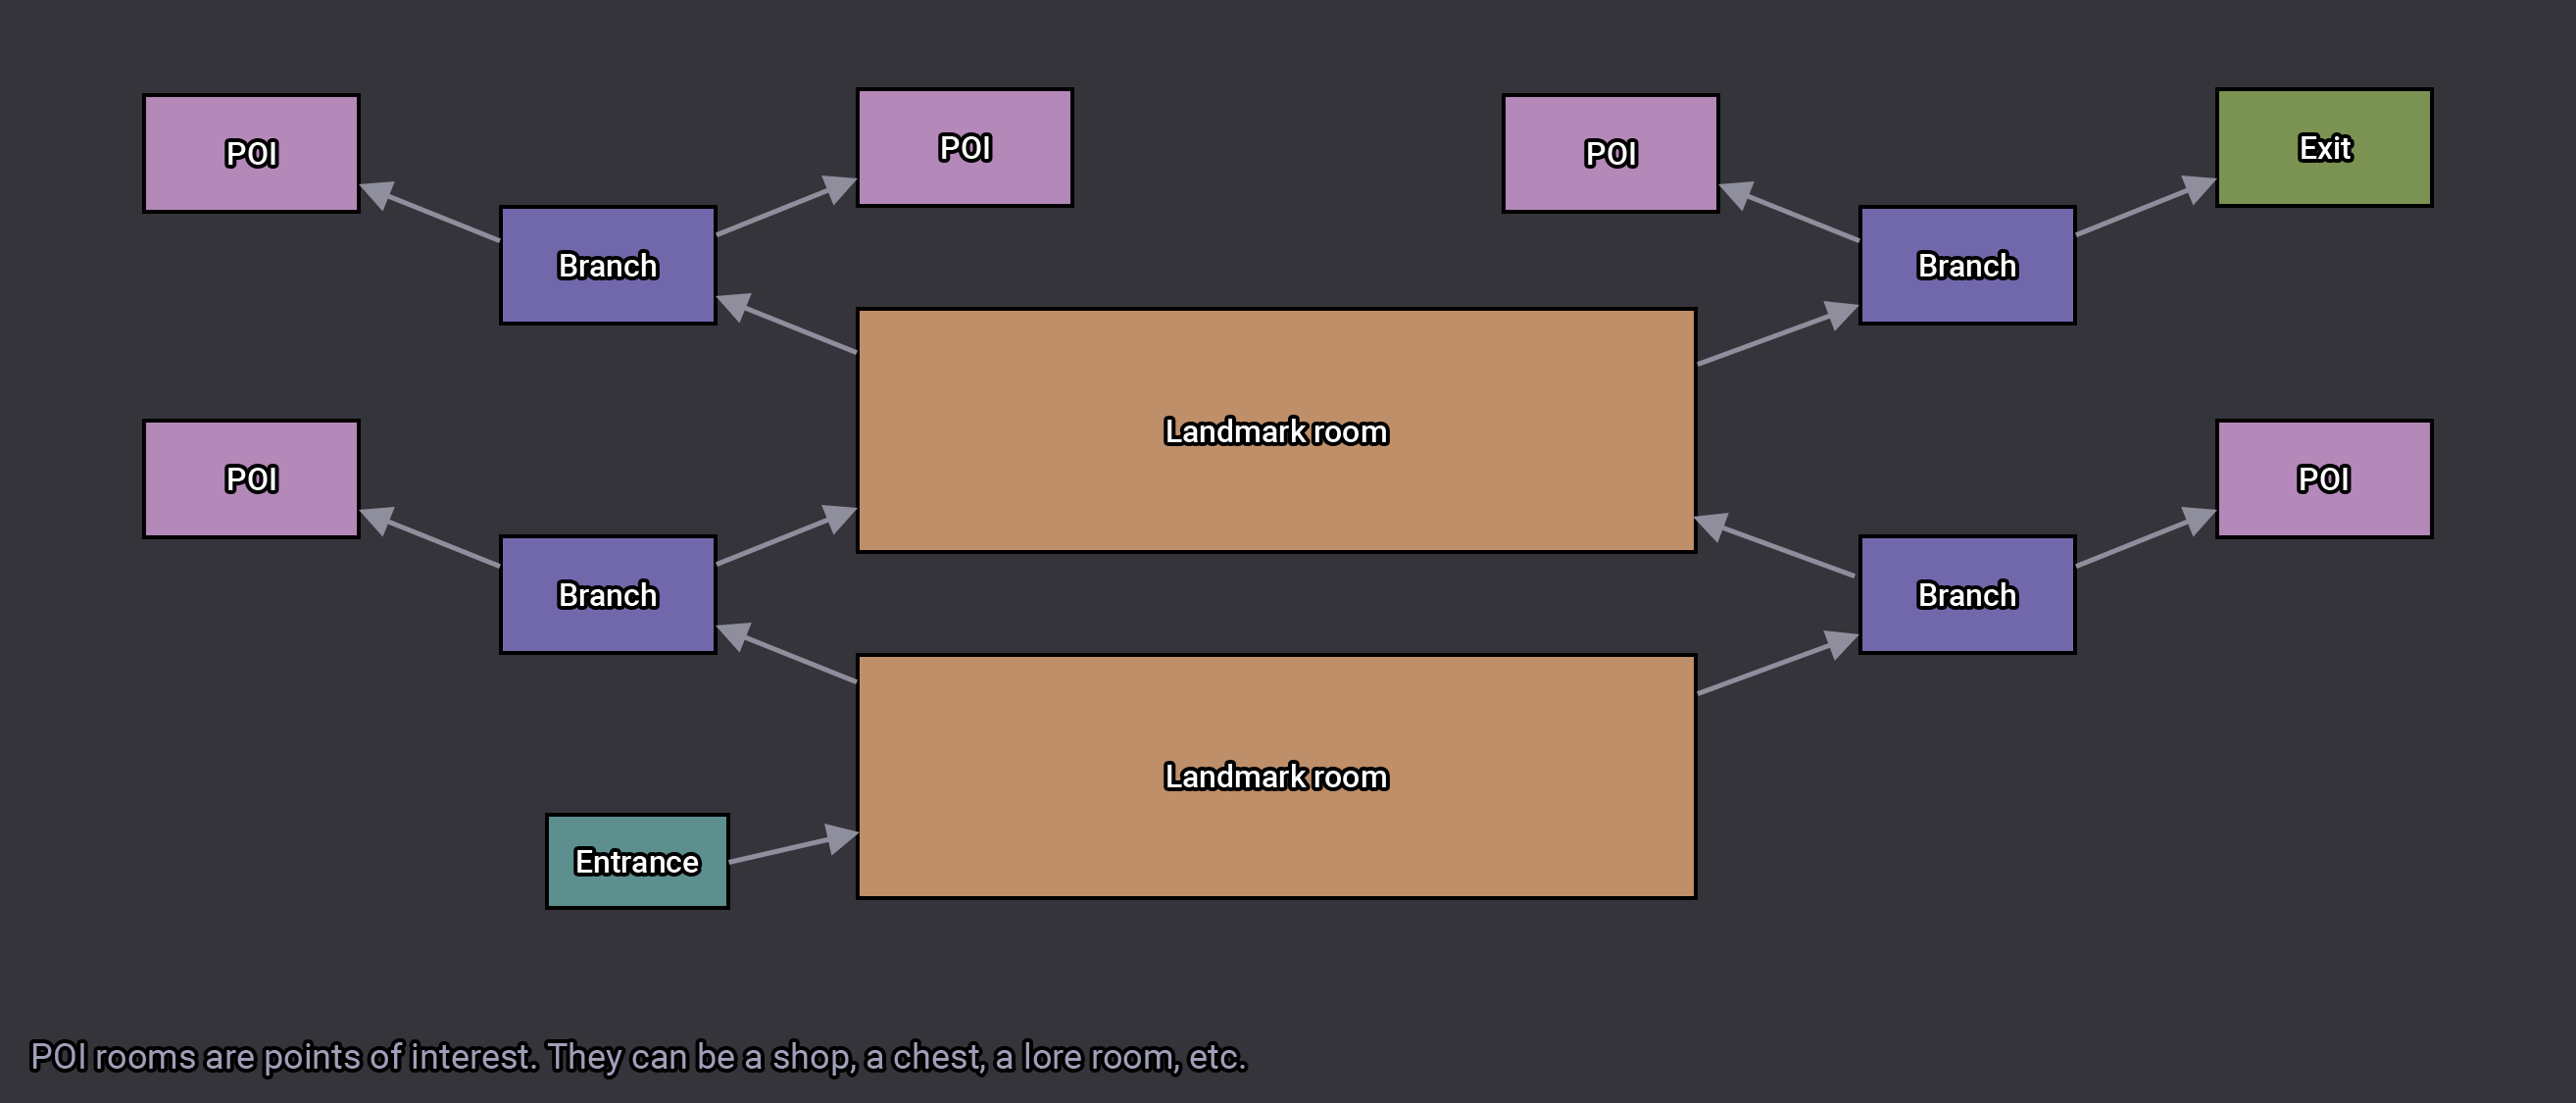 POI
POI
POI
Exit
Branch
Branch
Landmark room
POI
POI
Branch
Branch
Landmark room
Entrance
POI rooms are points of interest. They can be a shop, a chest, a lore room, etc.